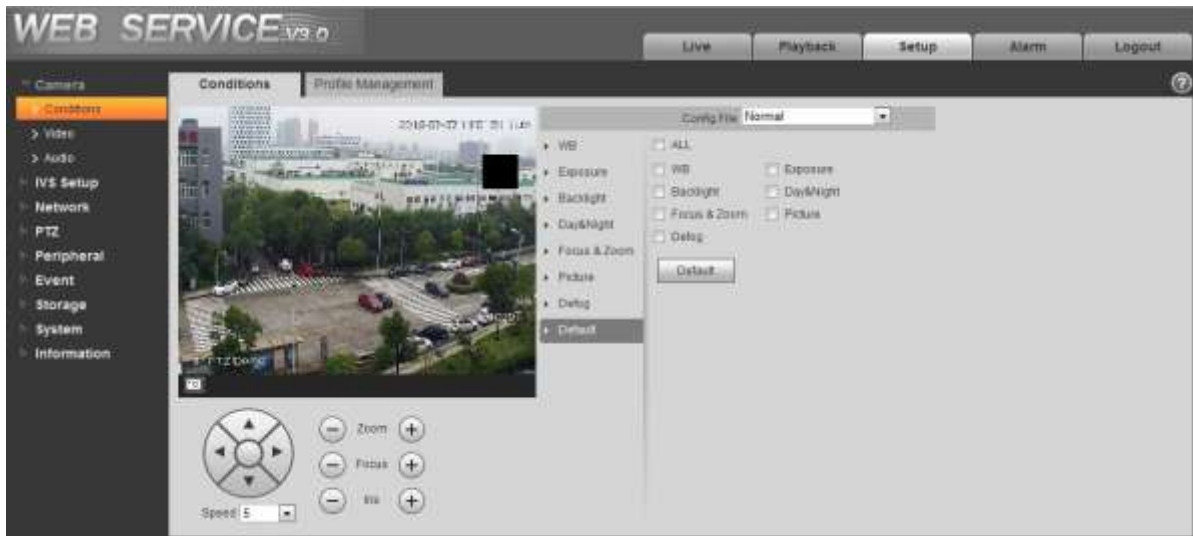 WEB SERVICE V3.0
Live
Playback
Setup
Alarm
Logout
Camera
Conditions
Video
Audio
IVS Setup
Network
PTZ
Peripheral
Event
Storage
System
Information
Conditions
Profile Management
?
Config File Normal
WB
Exposure
Backlight
Day&Night
Focus & Zoom
Picture
Defog
Default
ALL
WB
Exposure
Backlight
Day&Night
Focus & Zoom
Picture
Defog
Default
Zoom
Focus
Iris
Speed 5